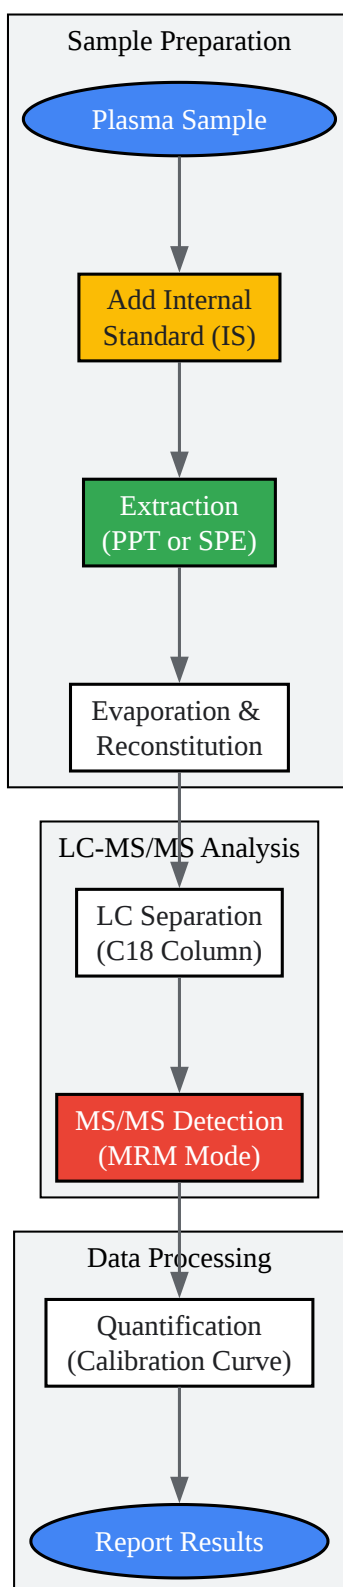 Sample Preparation
Plasma Sample
Add Internal
Standard (IS)
Extraction
(PPT or SPE)
Evaporation &
Reconstitution
LC-MS/MS Analysis
LC Separation
(C18 Column)
MS/MS Detection
(MRM Mode)
Data Processing
Quantification
(Calibration Curve)
Report Results